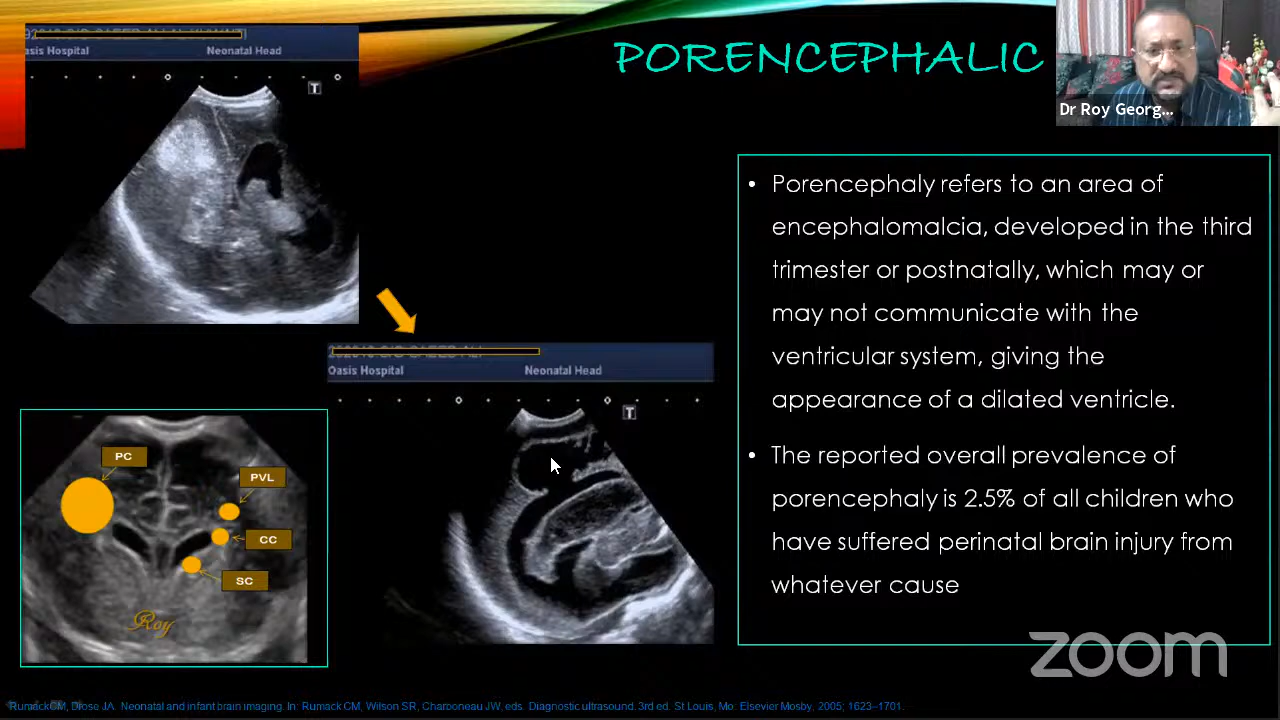 Oasis Hospital Neonatal Head
T
PORENCEPHALIC
Dr Roy Georg...
• Porencephaly refers to an area of
encephalomalcia, developed in the third
trimester or postnatally, which may or
may not communicate with the
ventricular system, giving the
appearance of a dilated ventricle.
• The reported overall prevalence of
porencephaly is 2.5% of all children who
have suffered perinatal brain injury from
whatever cause
Oasis Hospital Neonatal Head
T
PC
PVL
CC
SC
Roy
zoom
RumackCM, Drose JA. Neonatal and infant brain imaging. In: Rumack CM, Wilson SR, Charboneau JW, eds. Diagnostic ultrasound. 3rd ed. St Louis, Mo: Elsevier Mosby, 2005; 1623–1701.